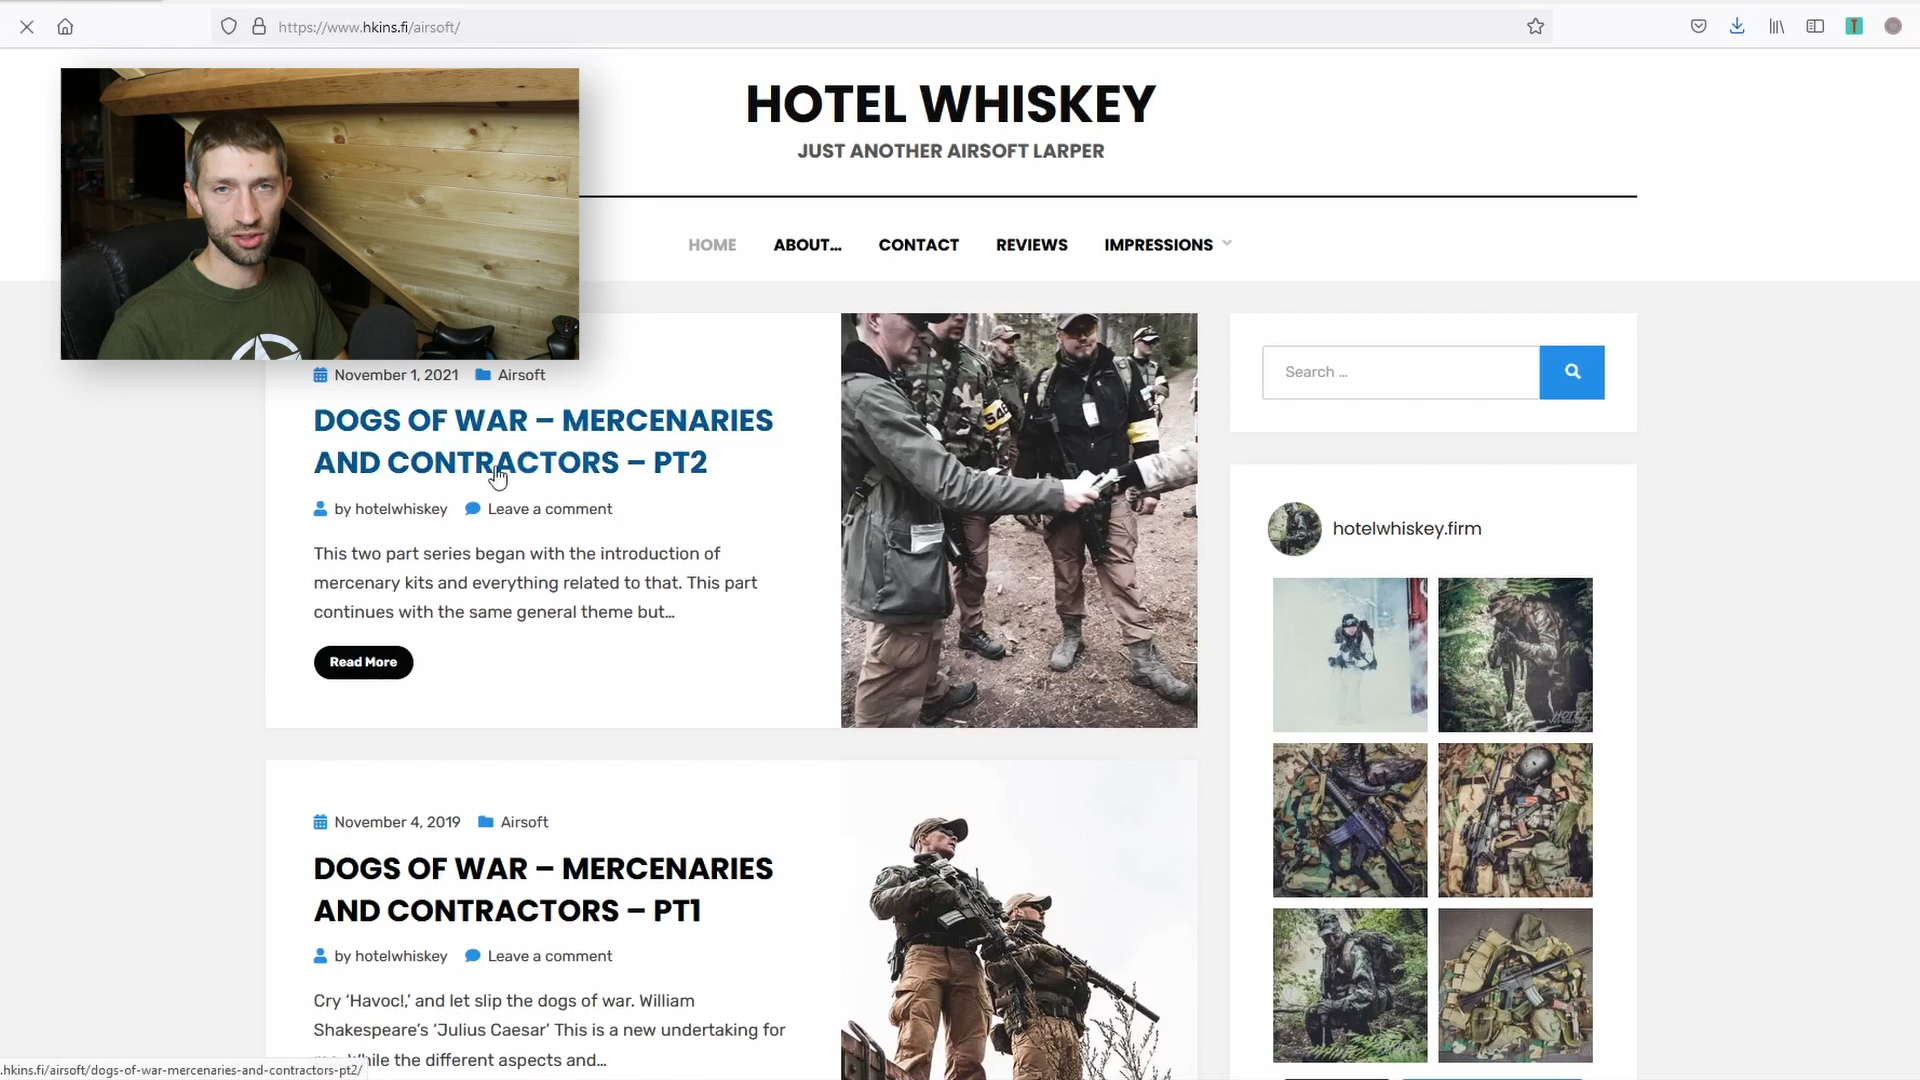 https://www.hkins.fi/airsoft/
HOTEL WHISKEY
JUST ANOTHER AIRSOFT LARPER
HOME ABOUT... CONTACT REVIEWS IMPRESSIONS
November 1, 2021 Airsoft
DOGS OF WAR – MERCENARIES
AND CONTRACTORS – PT2
by hotelwhiskey Leave a comment
This two part series began with the introduction of
mercenary kits and everything related to that. This part
continues with the same general theme but...
Read More
Search ...
hotelwhiskey.firm
November 4, 2019 Airsoft
DOGS OF WAR – MERCENARIES
AND CONTRACTORS – PT1
by hotelwhiskey Leave a comment
Cry ‘Havoc!,’ and let slip the dogs of war. William
Shakespeare’s ‘Julius Caesar’ This is a new undertaking for
While the different aspects and...
.hkins.fi/airsoft/dogs-of-war-mercenaries-and-contractors-pt2/